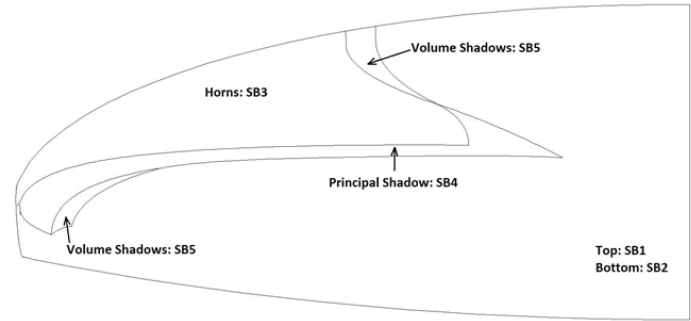 Volume Shadows: SB5
Horns: SB3
Principal Shadow: SB4
Volume Shadows: SB5
Top: SB1
Bottom: SB2